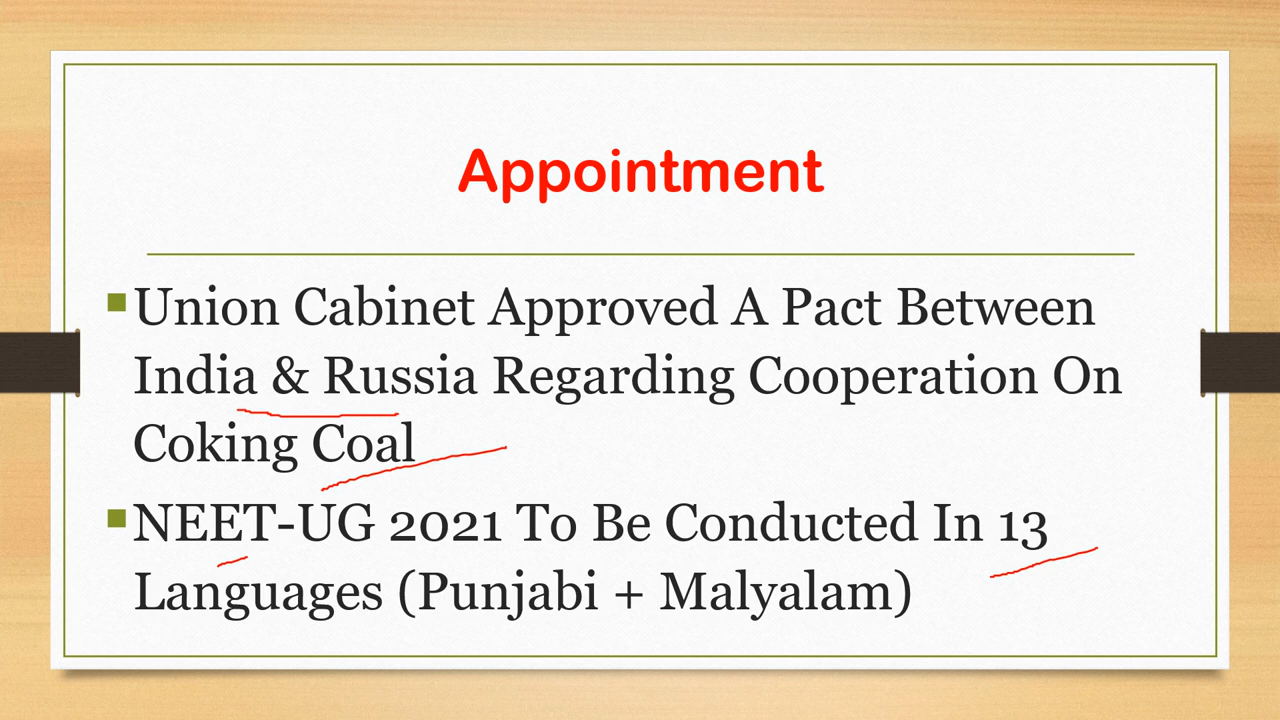 Appointment
Union Cabinet Approved A Pact Between
India & Russia Regarding Cooperation On
Coking Coal
NEET-UG 2021 To Be Conducted In 13
Languages (Punjabi + Malyalam)